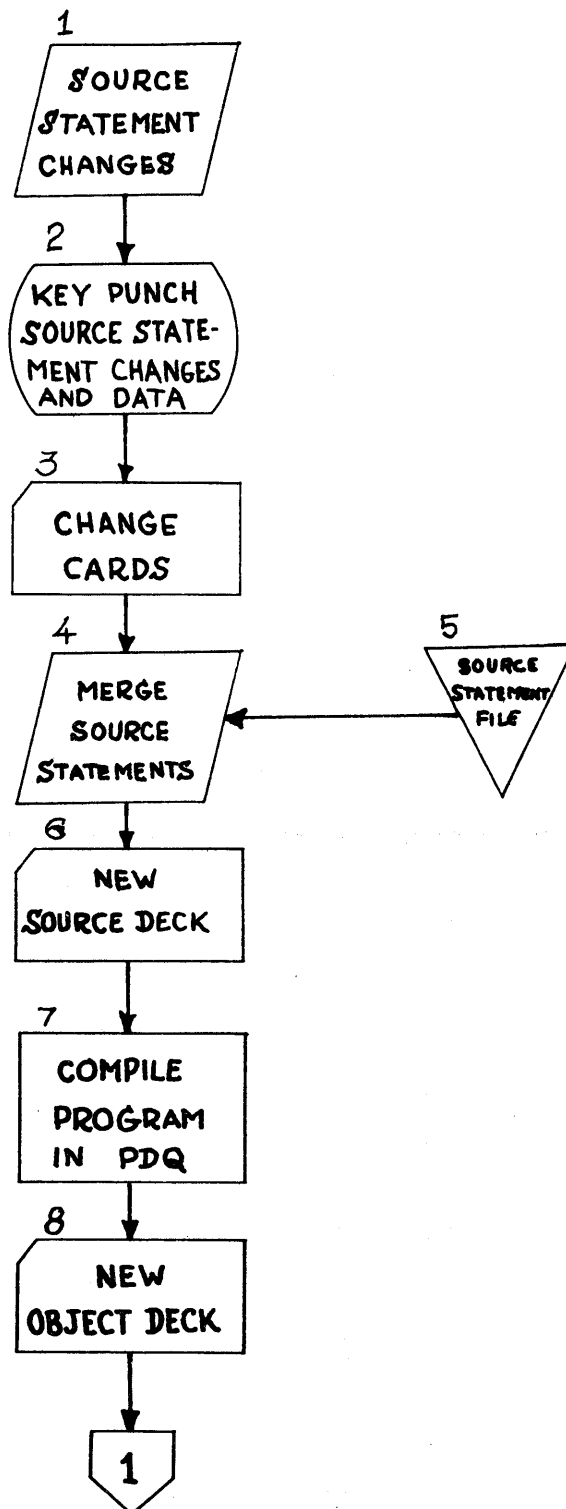 1
SOURCE
STATEMENT
CHANGES
2
KEY PUNCH
SOURCE STATE-
MENT CHANGES
AND DATA
3
CHANGE
CARDS
4
MERGE
SOURCE
STATEMENTS
5
SOURCE
STATEMENT
FILE
6
NEW
SOURCE DECK
7
COMPILE
PROGRAM
IN PDQ
8
NEW
OBJECT DECK
1